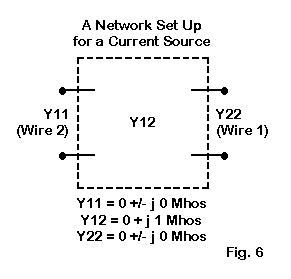 A Network Set Up
for a Current Source
Y11
(Wire 2)
Y12
Y22
(Wire 1)
Y11 = 0 +/- j 0 Mhos
Y12 = 0 + j 1 Mhos
Y22 = 0 +/- j 0 Mhos
Fig. 6